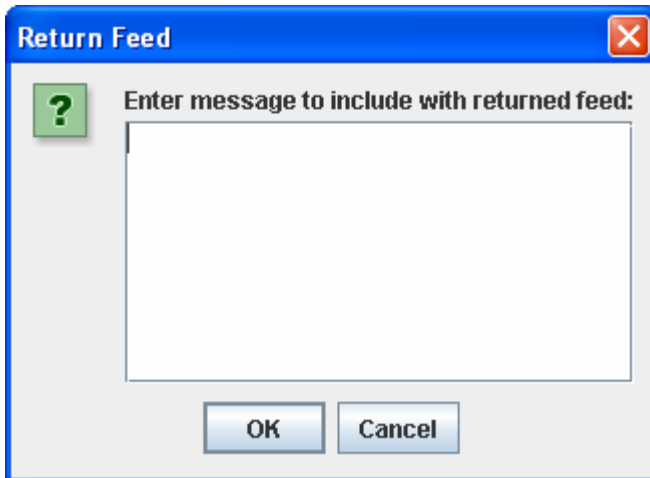 Return Feed
?
Enter message to include with returned feed:
OK
Cancel